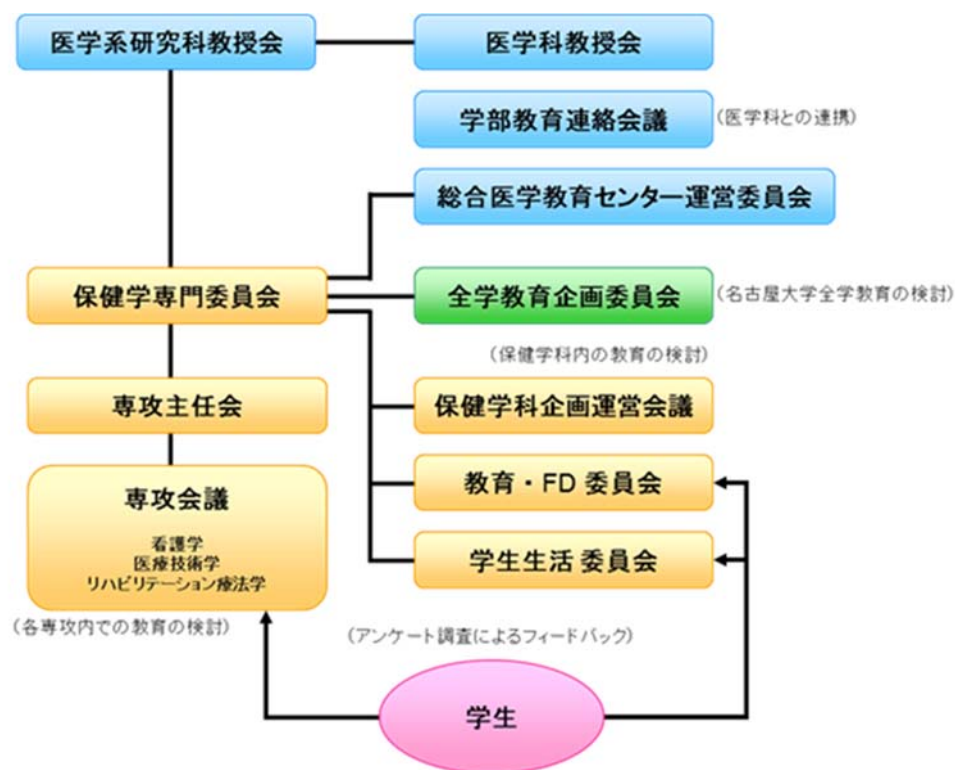 医学系研究科教授会
医学科教授会
学部教育連絡会議
(医学科との連携)
総合医学教育センター運営委員会
保健学専門委員会
全学教育企画委員会
(名古屋大学全学教育の検討)
(保健学科内の教育の検討)
専攻主任会
保健学科企画運営会議
専攻会議
看護学
医療技術学
リハビリテーション療法学
教育・FD 委員会
学生生活 委員会
(各専攻内での教育の検討)
(アンケート調査によるフィードバック)
学生